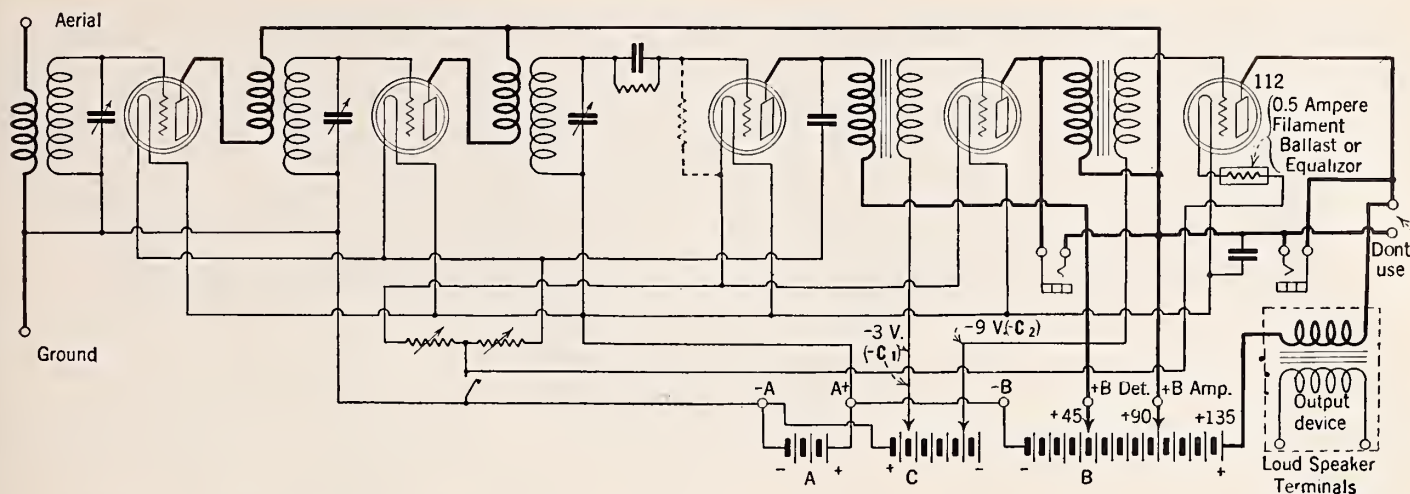 Aerial
112
0.5 Ampere
Filament
Ballast or
Equalizor
Dont
use
Ground
-3 V.
(-C₁)
-9 V.(-C₂)
-A
A+
-B
+B Det.
+B Amp.
+45
+90
+135
- A +
+ C -
- B +
Output
device
Loud Speaker
Terminals